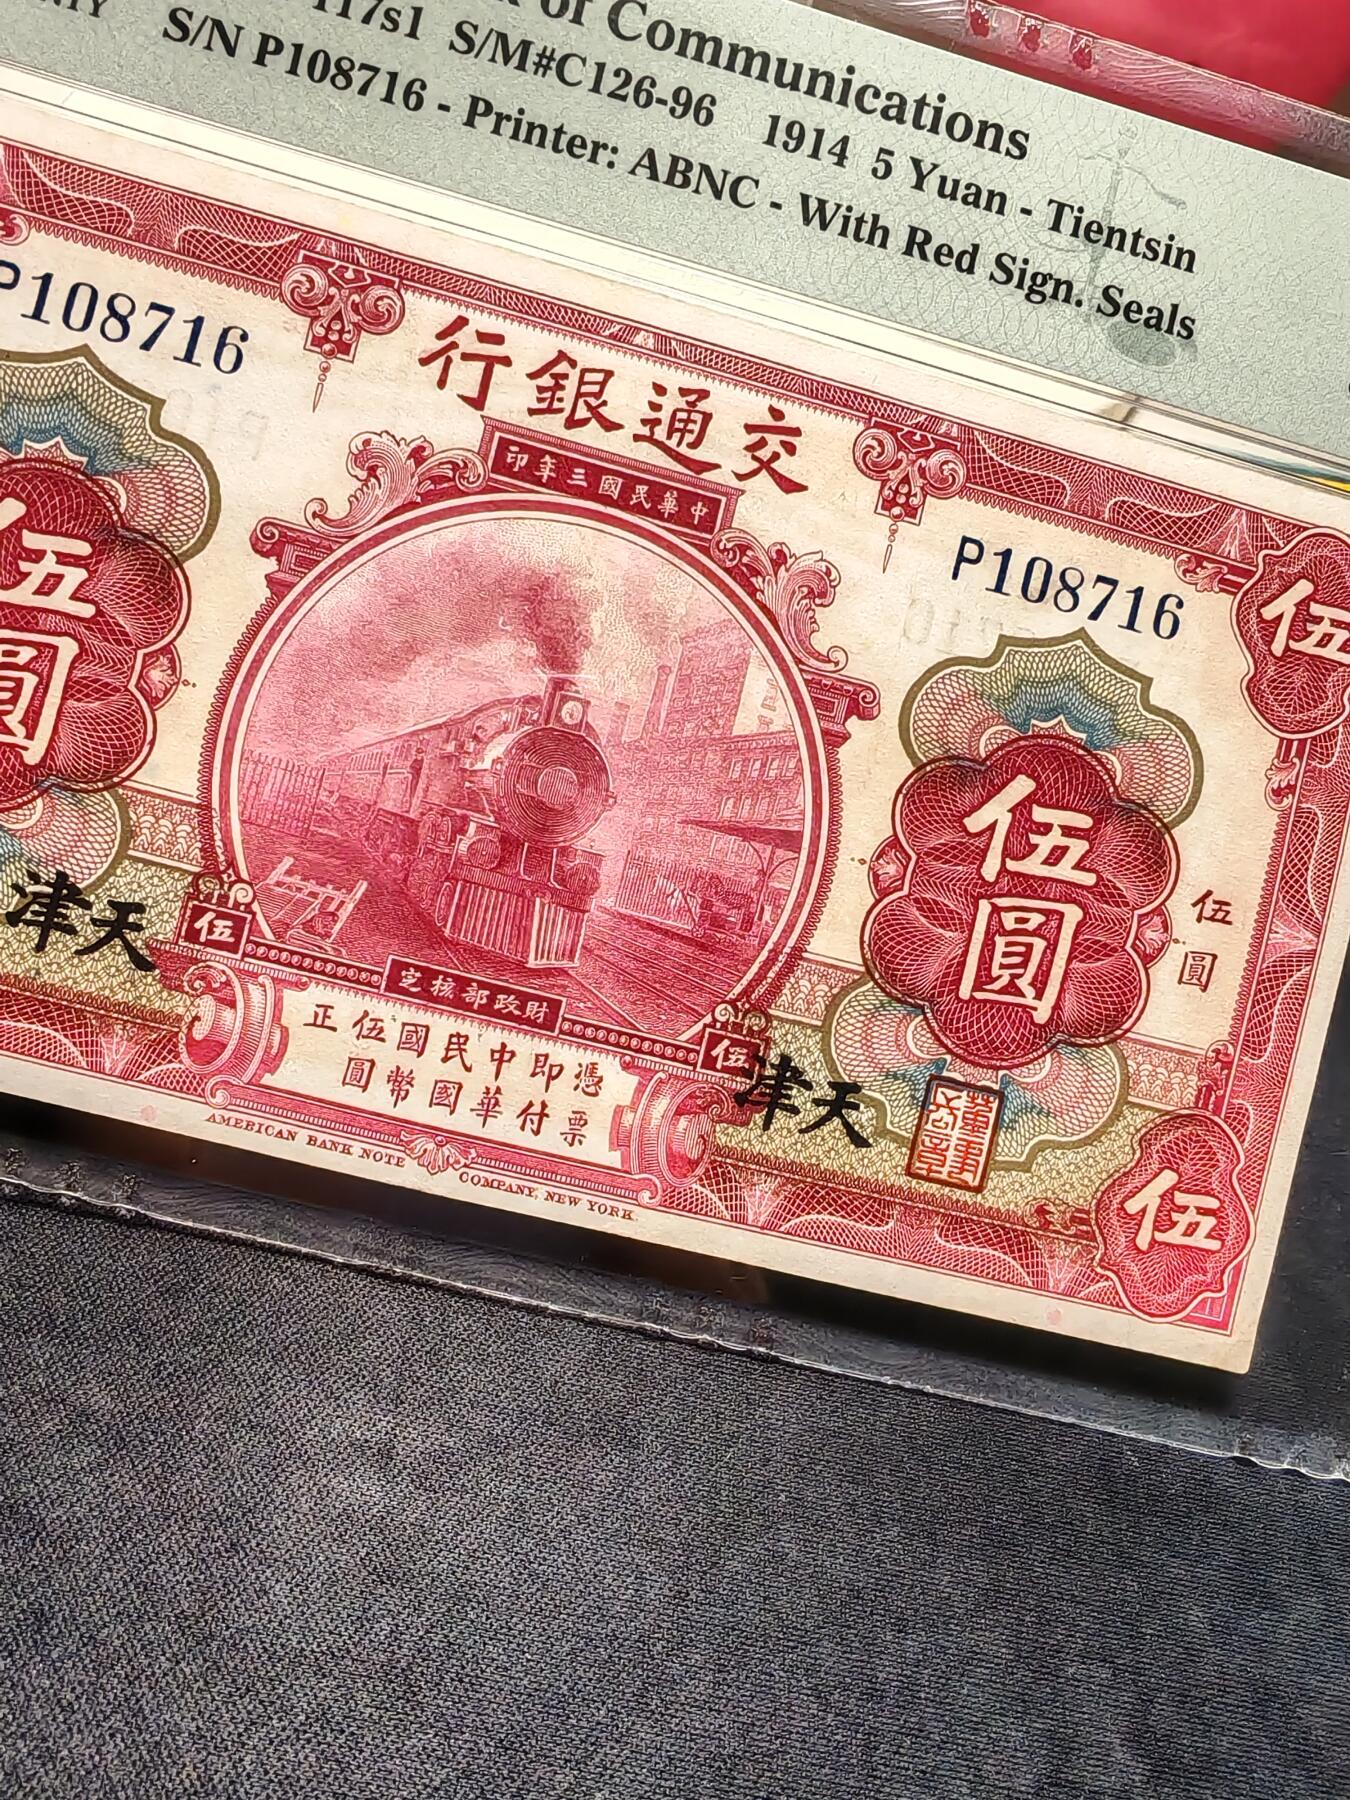 of Communications
117s1 S/M#C126-96 1914 5 Yuan - Tientsin
S/N P108716 - Printer: ABNC - With Red Sign. Seals
P108716
行銀通交
印年三國民華中
P108716
伍
伍圓
伍圓
伍圓
津天
伍
定核部政財
伍
津天
正伍國民中即憑
圓幣國華付票
伍
AMERICAN BANK NOTE COMPANY, NEW YORK.